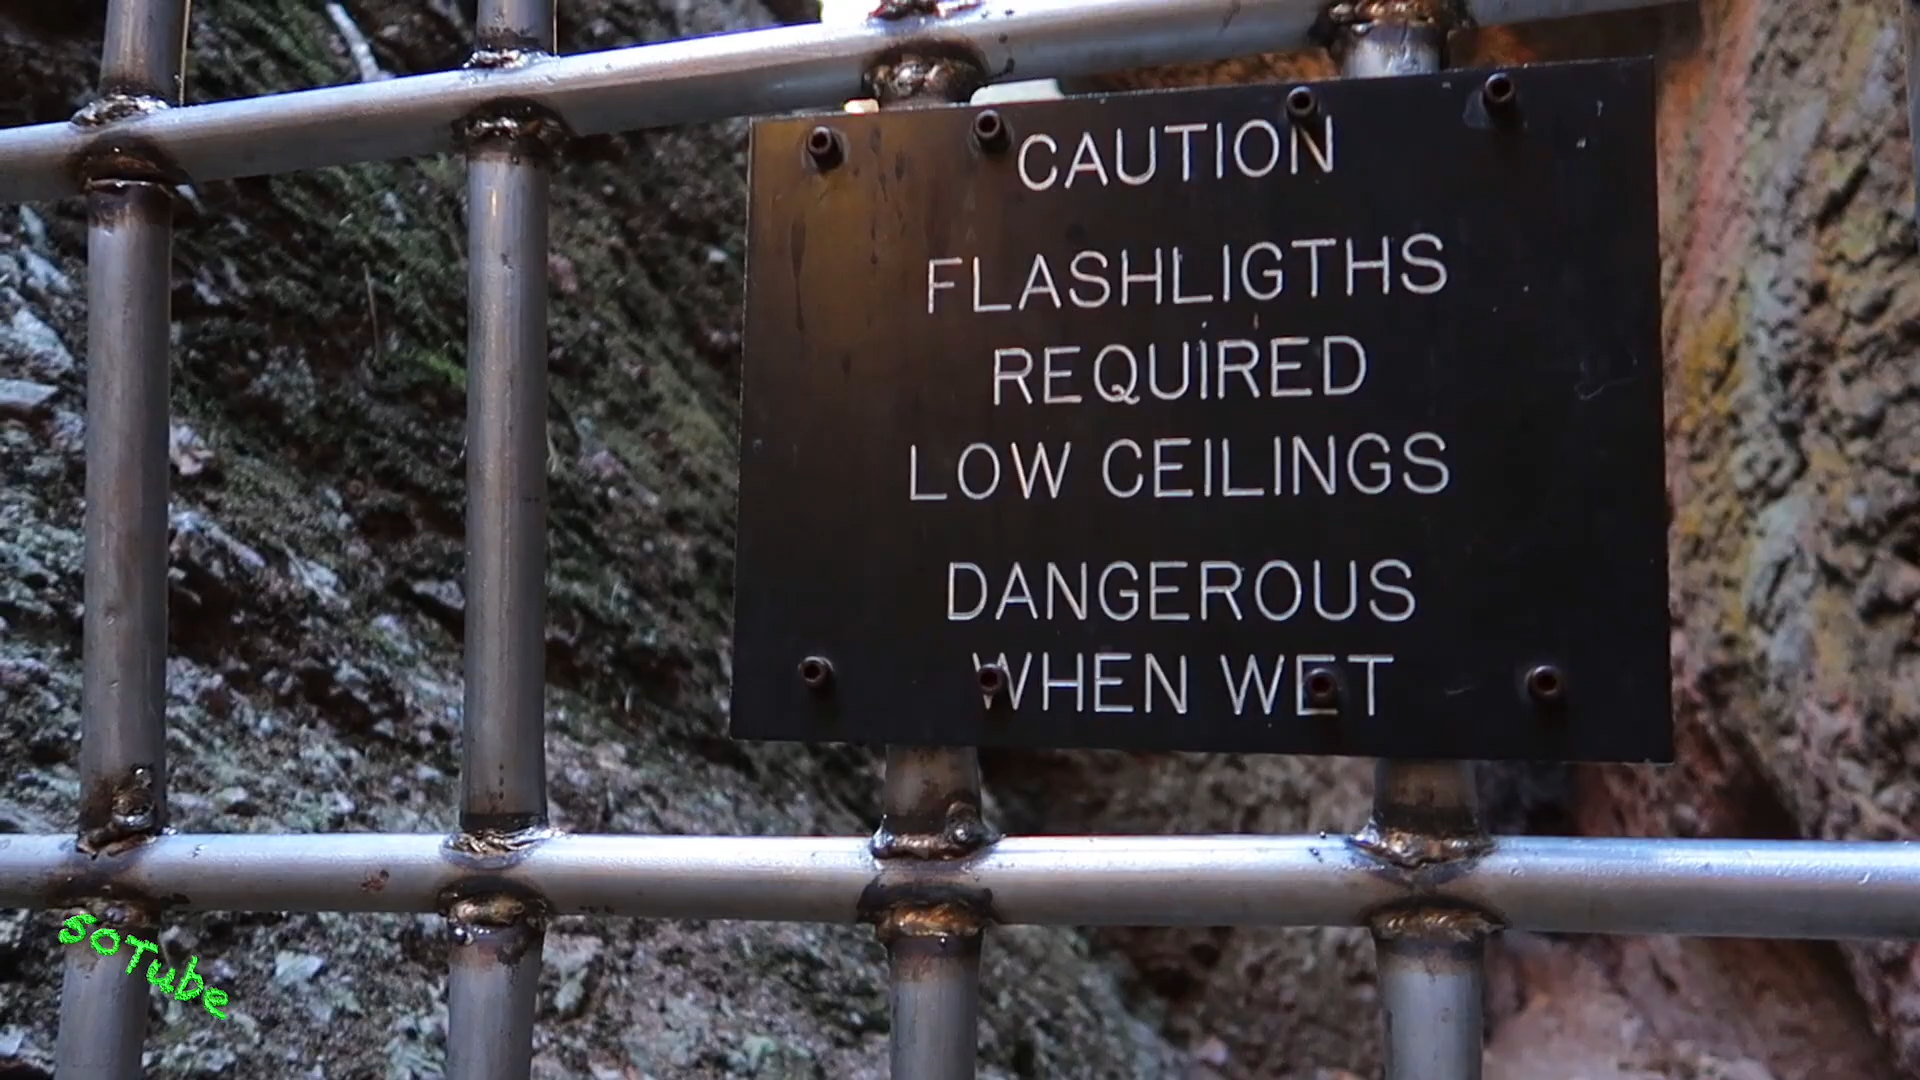 CAUTION
FLASHLIGTHS
REQUIRED
LOW CEILINGS
DANGEROUS
WHEN WET
SoTube